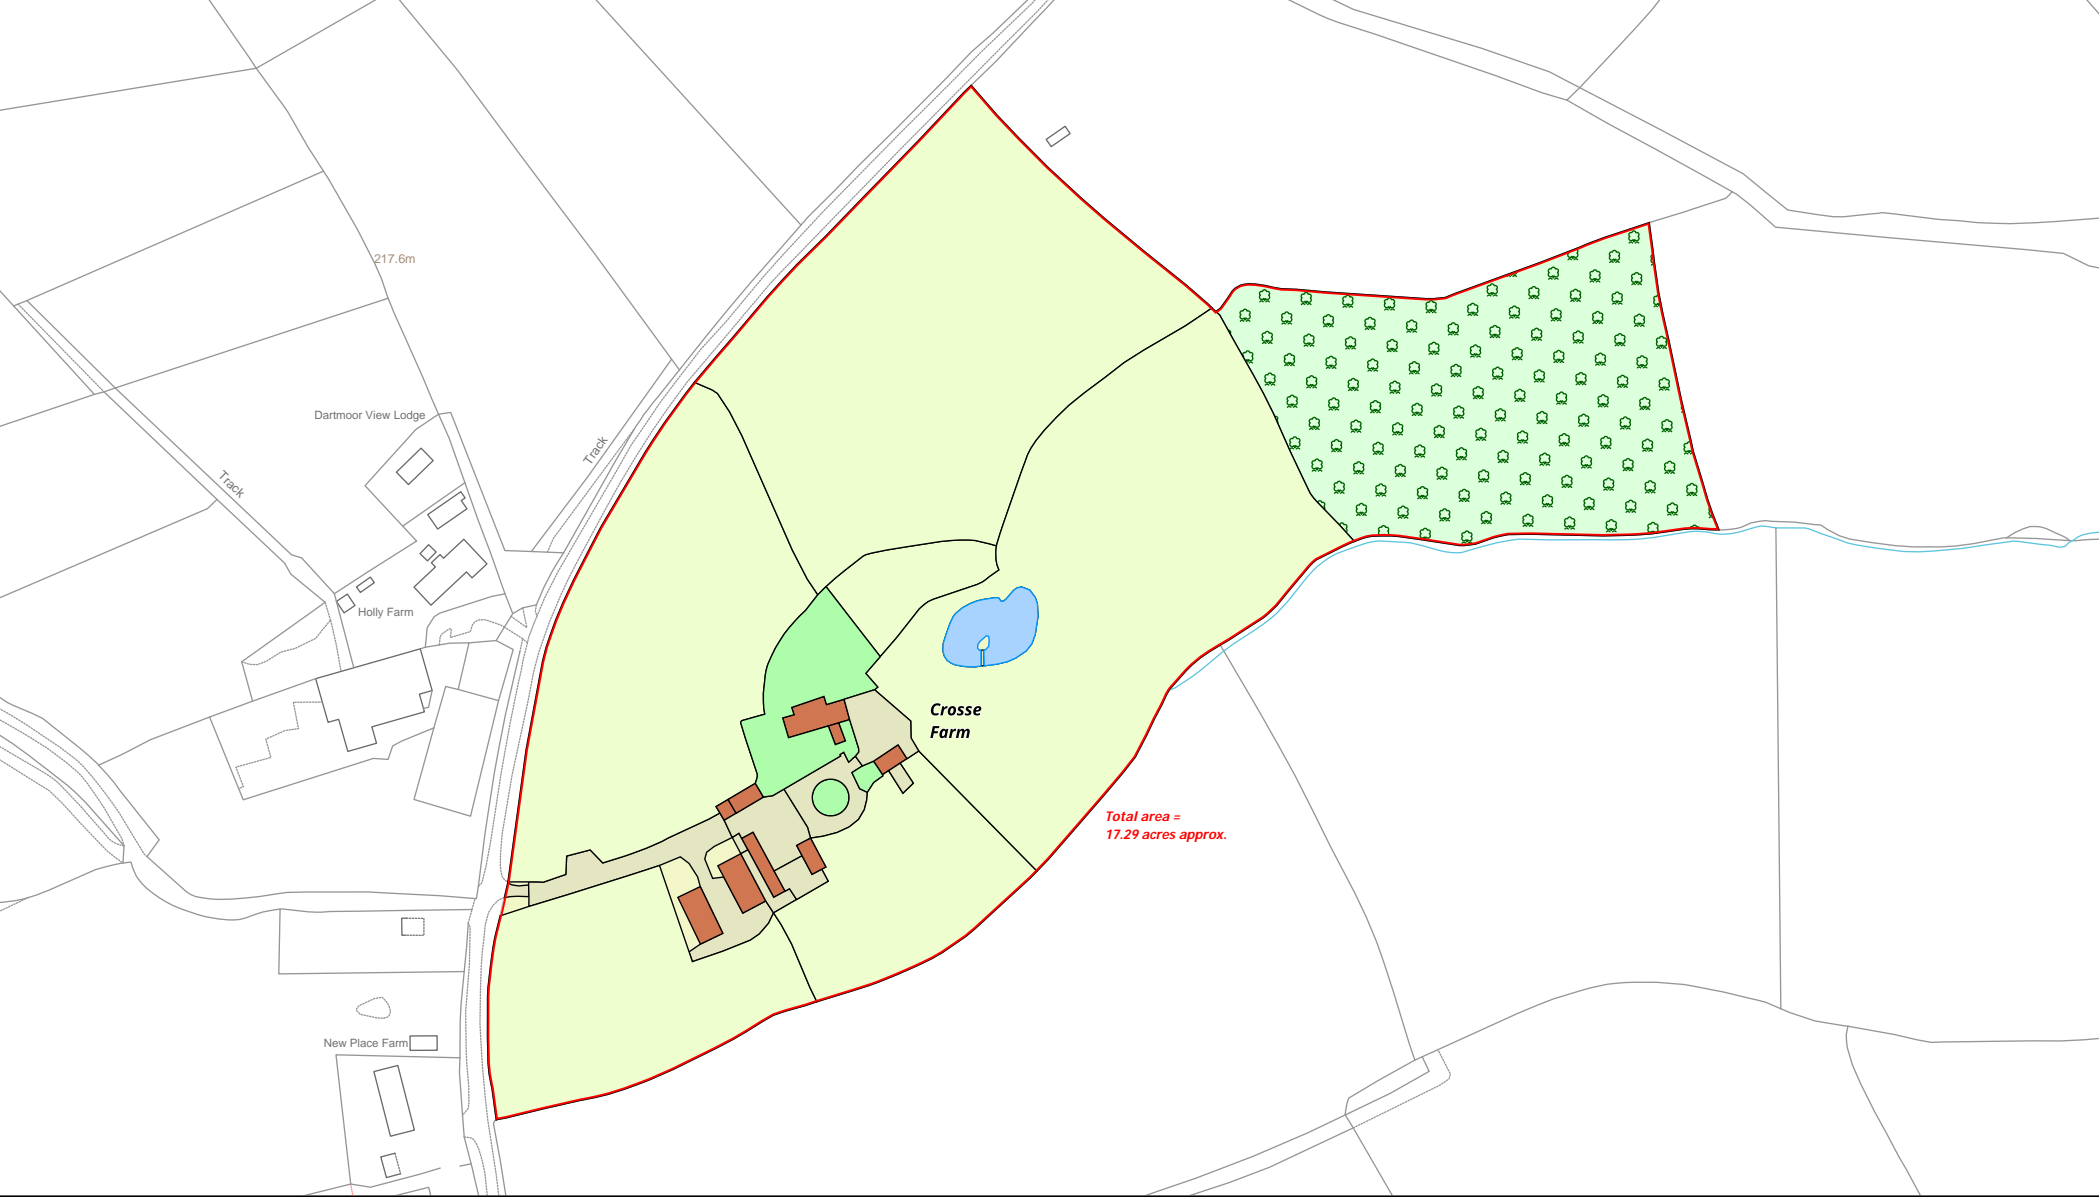 217.6m
Dartmoor View Lodge
Track
Track
Holly Farm
Crosse
Farm
Total area =
17.29 acres approx.
New Place Farm